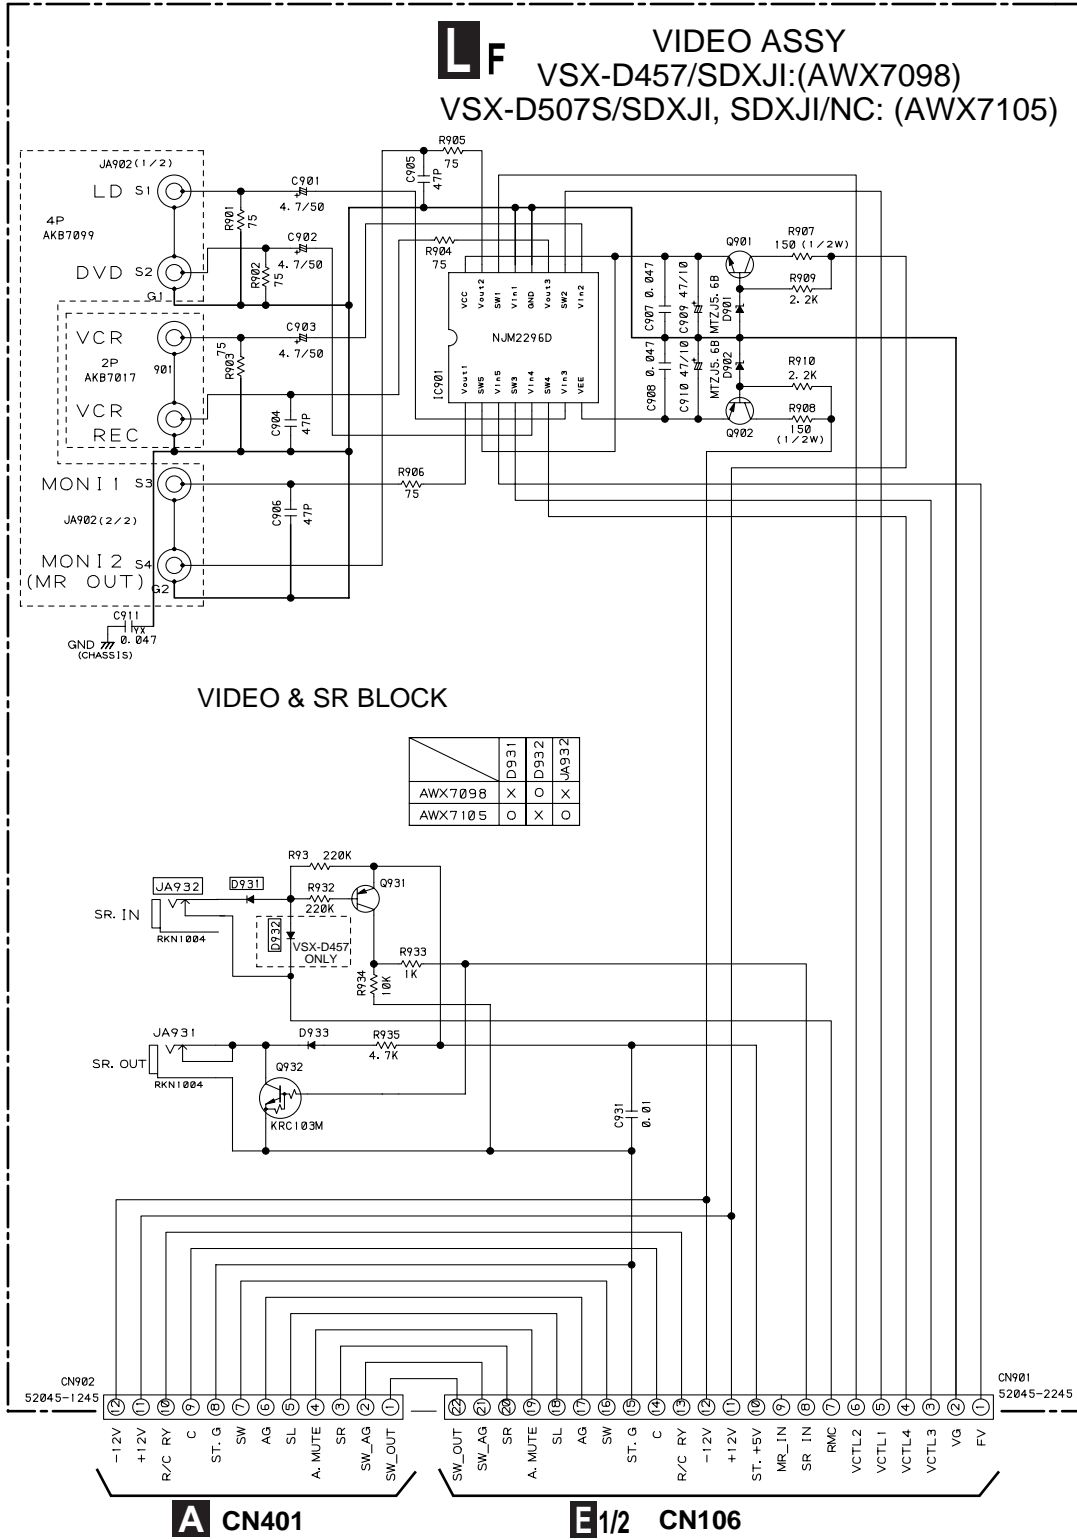 L F
VIDEO ASSY
VSX-D457/SDXJI:(AWX7098)
VSX-D507S/SDXJI, SDXJI/NC: (AWX7105)
JA902(1/2)
LD S1
4P
AKB7099
DVD S2
G1
VCR
2P
AKB7017
901
VCR
REC
MONI1 S3
JA902(2/2)
MONI2 S4
(MR OUT)
G2
C911
YX
0.047
GND
(CHASSIS)
R901
75
C901
4.7/50
C902
4.7/50
R902
75
C903
4.7/50
R903
75
C904
47P
C906
47P
R906
75
C905
47P
R905
75
R904
75
VCC
Vout2
SW1
Vin1
GND
Vout3
SW2
Vin2
NJM2296D
IC901
Vout1
SW5
Vin5
SW3
Vin4
SW4
Vin3
VEE
C907 0.047
C909 47/10
MTZJ5.6B
D901
C908 0.047
C910 47/10
MTZJ5.6B
D902
Q901
R907
150 (1/2W)
R909
2.2K
R910
2.2K
R908
150
(1/2W)
Q902
VIDEO & SR BLOCK
D931 D932 JA932
AWX7098 X O X
AWX7105 O X O
R93 220K
JA932
D931
R932
220K
Q931
SR. IN
RKN1004
D932
VSX-D457
ONLY
R933
1K
R934
10K
JA931
D933
R935
4.7K
SR. OUT
RKN1004
Q932
KRC103M
C931
0.01
CN902
52045-1245
CN901
52045-2245
12 11 10 9 8 7 6 5 4 3 2 1
22 21 20 19 18 17 16 15 14 13 12 11 10 9 8 7 6 5 4 3 2 1
-12V
+12V
R/C RY
C
ST. G
SW
AG
SL
A. MUTE
SR
SW_AG
SW_OUT
SW_OUT
SW_AG
SR
A. MUTE
SL
AG
SW
ST. G
C
R/C RY
-12V
+12V
ST. +5V
MR_IN
SR IN
RMC
VCTL2
VCTL1
VCTL4
VCTL3
VG
FV
A CN401
E 1/2 CN106